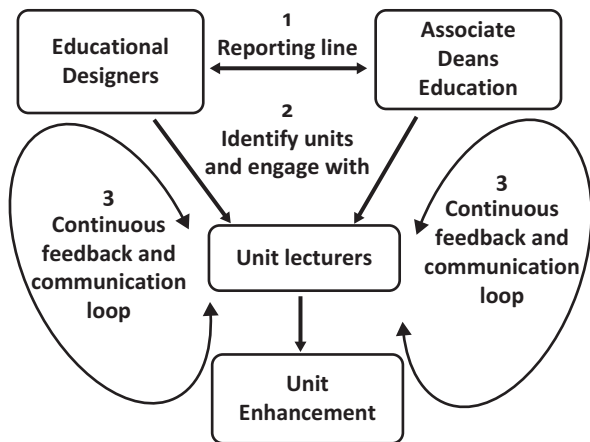 Educational
Designers
1
Reporting line
Associate
Deans
Education
2
Identify units
and engage with
3
Continuous
feedback and
communication
loop
3
Continuous
feedback and
communication
loop
Unit lecturers
Unit
Enhancement